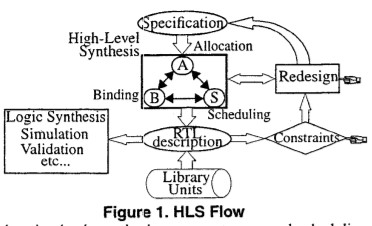 Specification
High-Level
Synthesis
Allocation
A
B
S
Binding
Scheduling
Redesign
Logic Synthesis
Simulation
Validation
etc...
RTL
description
Constraints
Library
Units
Figure 1. HLS Flow